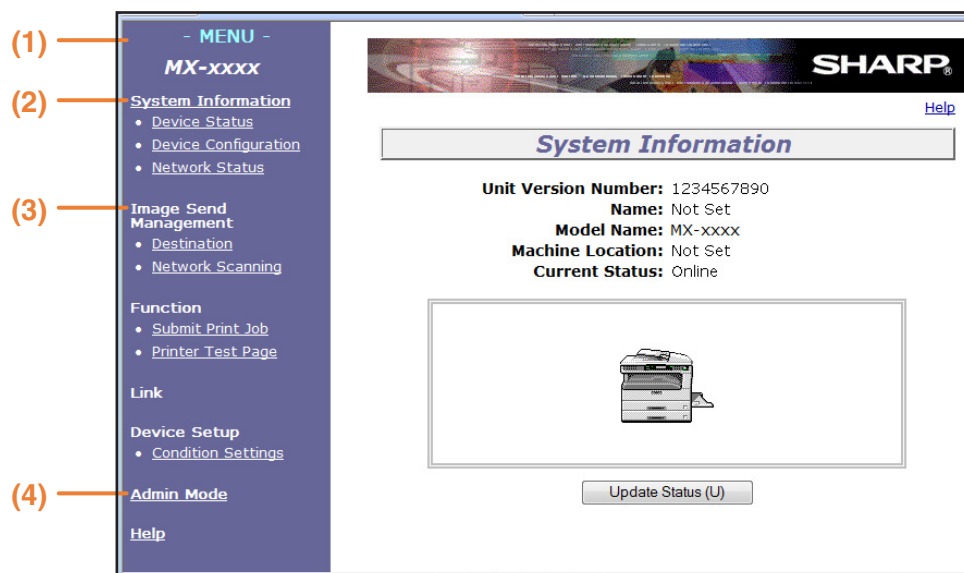 (1)
- MENU -
MX-xxxx
(2)
System Information
• Device Status
• Device Configuration
• Network Status
(3)
Image Send
Management
• Destination
• Network Scanning
Function
• Submit Print Job
• Printer Test Page
Link
Device Setup
• Condition Settings
(4)
Admin Mode
Help
SHARP®
Help
System Information
Unit Version Number: 1234567890
Name: Not Set
Model Name: MX-xxxx
Machine Location: Not Set
Current Status: Online
Update Status (U)